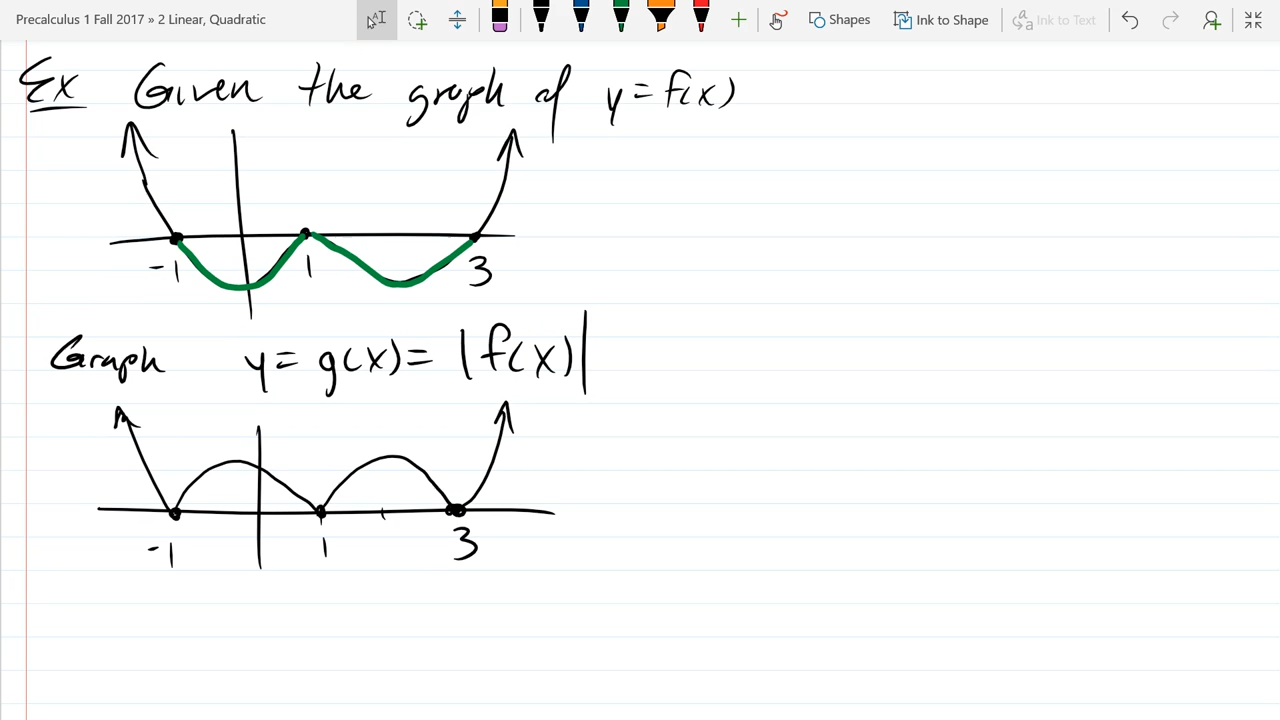 Precalculus 1 Fall 2017 » 2 Linear, Quadratic
Shapes Ink to Shape Ink to Text
Ex Given the graph of y = f(x)
-1 1 3
Graph y = g(x) = |f(x)|
-1 1 3